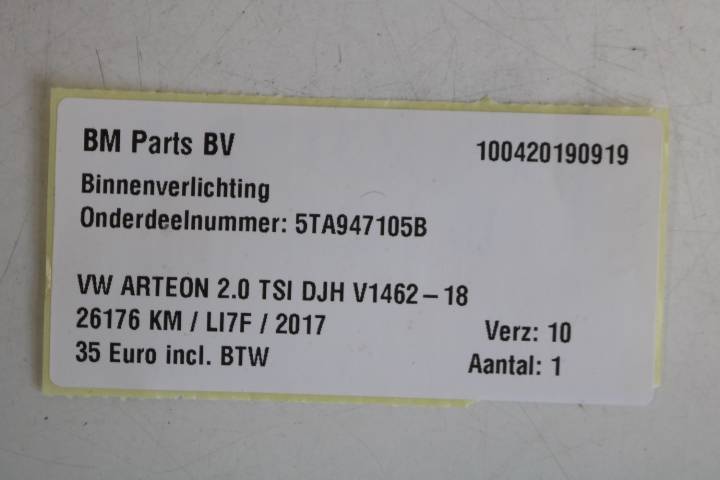 BM Parts BV
100420190919
Binnenverlichting
Onderdeelnummer: 5TA947105B
VW ARTEON 2.0 TSI DJH V1462-18
26176 KM / LI7F / 2017
Verz: 10
35 Euro incl. BTW
Aantal: 1